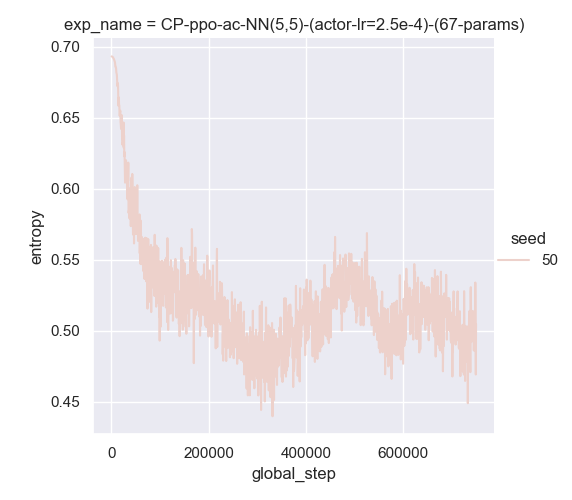 exp_name = CP-ppo-ac-NN(5,5)-(actor-lr=2.5e-4)-(67-params)
0.70
0.65
0.60
0.55
0.50
0.45
entropy
0
200000
400000
600000
global_step
seed
50